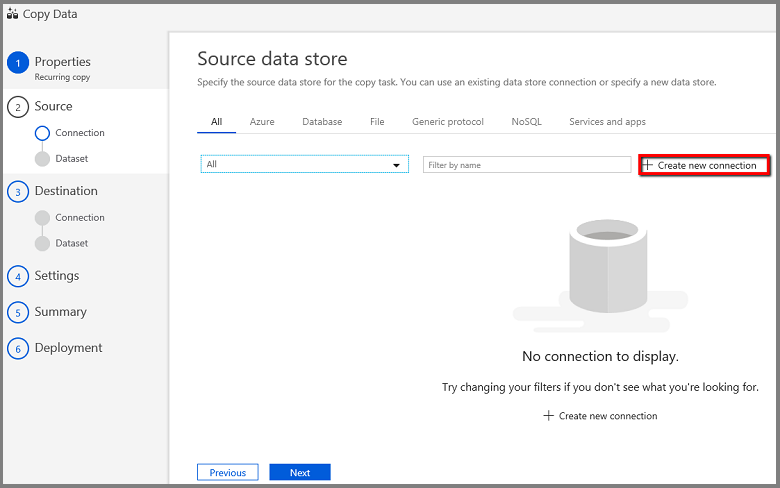 Copy Data
1 Properties
Recurring copy
2 Source
Connection
Dataset
3 Destination
Connection
Dataset
4 Settings
5 Summary
6 Deployment
Source data store
Specify the source data store for the copy task. You can use an existing data store connection or specify a new data store.
All Azure Database File Generic protocol NoSQL Services and apps
All Filter by name + Create new connection
No connection to display.
Try changing your filters if you don't see what you're looking for.
+ Create new connection
Previous Next